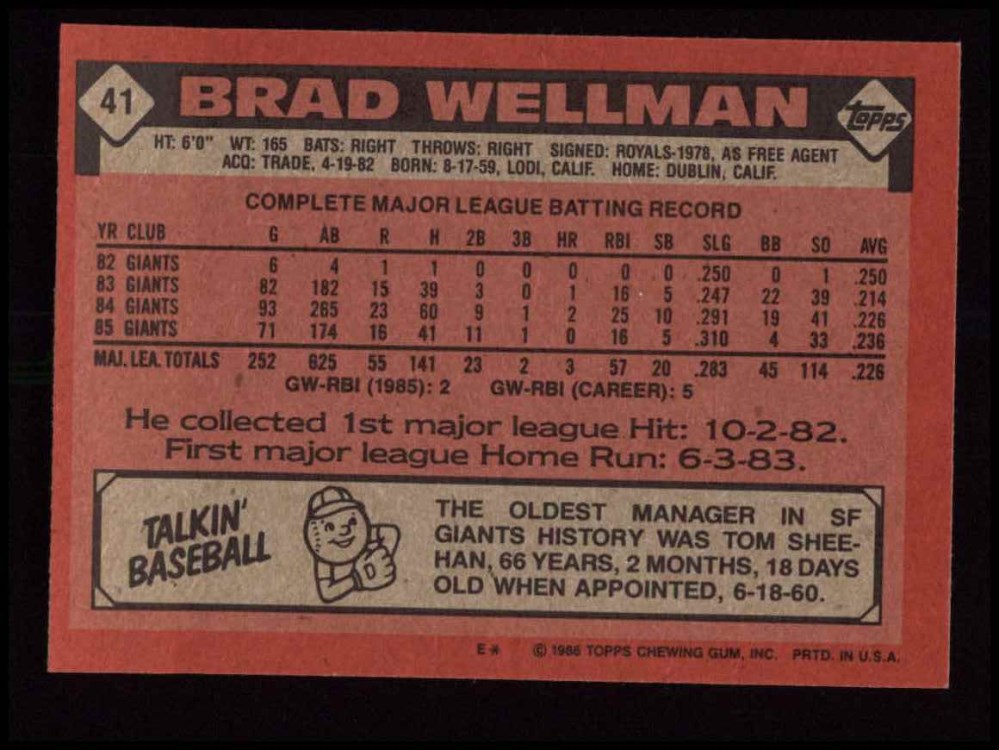 41 BRAD WELLMAN Topps
HT: 6'0" WT: 165 BATS: RIGHT THROWS: RIGHT SIGNED: ROYALS-1978, AS FREE AGENT
ACQ: TRADE, 4-19-82 BORN: 8-17-59, LODI, CALIF. HOME: DUBLIN, CALIF.
COMPLETE MAJOR LEAGUE BATTING RECORD
YR CLUB G AB R H 2B 3B HR RBI SB SLG BB SO AVG
82 GIANTS 6 4 1 1 0 0 0 0 0 .250 0 1 .250
83 GIANTS 82 182 15 39 3 0 1 16 5 .247 22 39 .214
84 GIANTS 93 265 23 60 9 1 2 25 10 .291 19 41 .226
85 GIANTS 71 174 16 41 11 1 0 16 5 .310 4 33 .236
MAJ. LEA. TOTALS 252 625 55 141 23 2 3 57 20 .283 45 114 .226
GW-RBI (1985): 2 GW-RBI (CAREER): 5
He collected 1st major league Hit: 10-2-82.
First major league Home Run: 6-3-83.
TALKIN'
BASEBALL
THE OLDEST MANAGER IN SF
GIANTS HISTORY WAS TOM SHEE-
HAN, 66 YEARS, 2 MONTHS, 18 DAYS
OLD WHEN APPOINTED, 6-18-60.
E* © 1986 TOPPS CHEWING GUM, INC. PRTD. IN U.S.A.